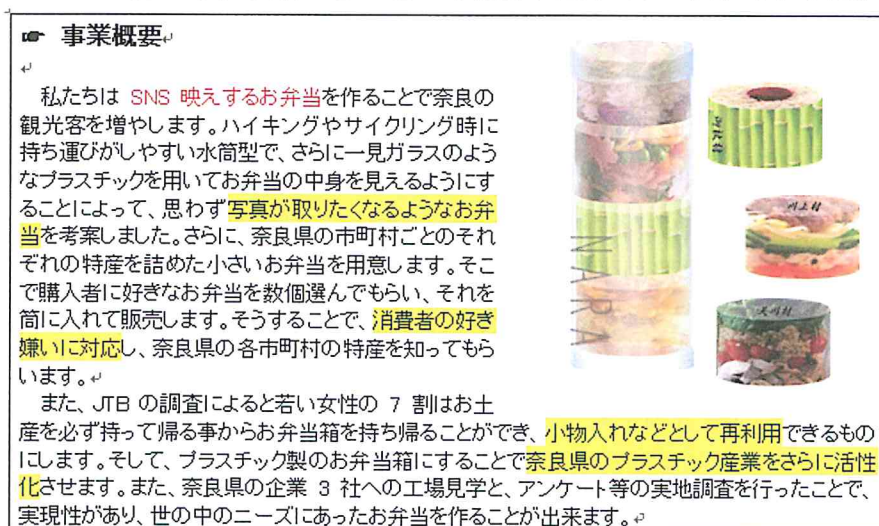 ☞ 事業概要
私たちは SNS 映えするお弁当を作ることで奈良の
観光客を増やします。ハイキングやサイクリング時に
持ち運びがしやすい水筒型で、さらに一見ガラスのよう
なプラスチックを用いてお弁当の中身を見えるようにす
ることによって、思わず写真が取りたくなるようなお弁
当を考案しました。さらに、奈良県の市町村ごとのそれ
ぞれの特産を詰めた小さいお弁当を用意します。そこ
で購入者に好きなお弁当を数個選んでもらい、それを
筒に入れて販売します。そうすることで、消費者の好き
嫌いに対応し、奈良県の各市町村の特産を知ってもら
います。
また、JTB の調査によると若い女性の 7 割はお土
産を必ず持って帰る事からお弁当箱を持ち帰ることができ、小物入れなどとして再利用できるもの
にします。そして、プラスチック製のお弁当箱にすることで奈良県のプラスチック産業をさらに活性
化させます。また、奈良県の企業 3 社への工場見学と、アンケート等の実地調査を行ったことで、
実現性があり、世の中のニーズにあったお弁当を作ることが出来ます。
NARA
川上村
天川村